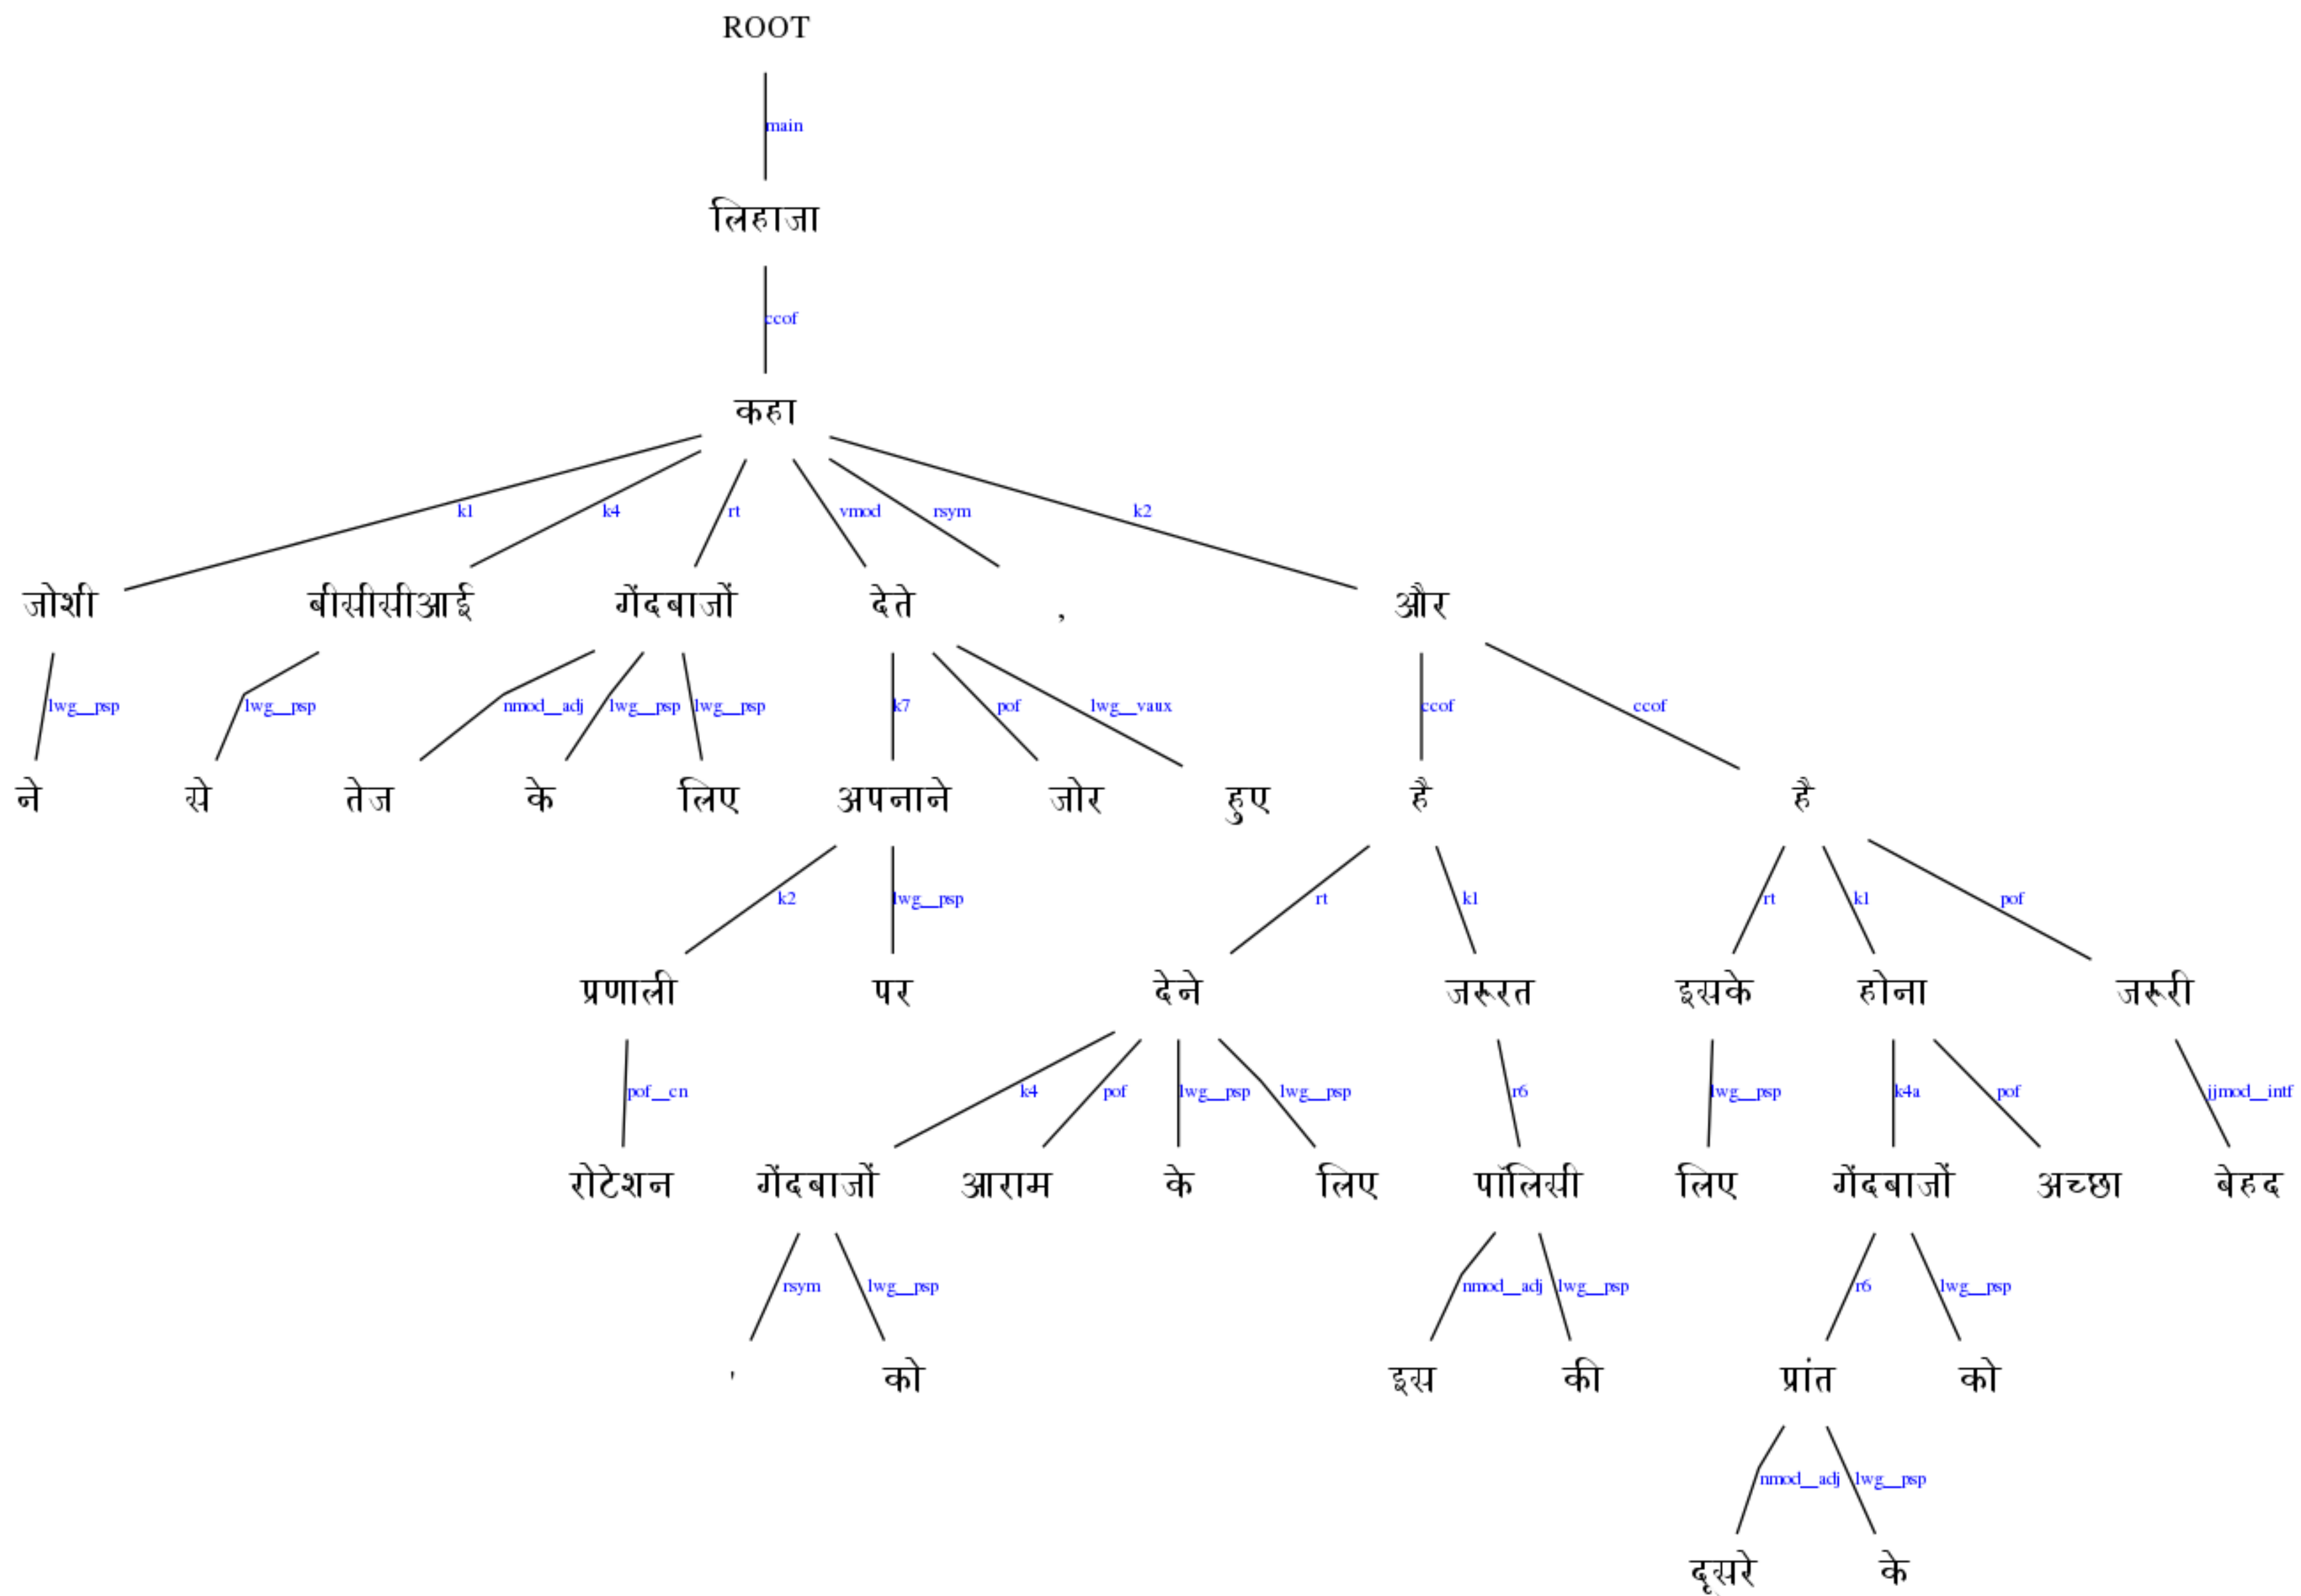 ROOT
main
लिहाजा
ccof
कहा
k1 k4 rt vmod rsym k2
जोशी बीसीसीआई गेंदबाजों देते , और
lwg__psp lwg__psp nmod__adj lwg__psp lwg__psp k7 pof lwg__vaux ccof ccof
ने से तेज के लिए अपनाने जोर हुए है है
k2 lwg__psp rt k1 rt k1 pof
प्रणाली पर देने जरूरत इसके होना जरूरी
pof__cn k4 pof lwg__psp lwg__psp r6 lwg__psp k4a pof jjmod__intf
रोटेशन गेंदबाजों आराम के लिए पॉलिसी लिए गेंदबाजों अच्छा बेहद
rsym lwg__psp nmod__adj lwg__psp r6 lwg__psp
' को इस की प्रांत को
nmod__adj lwg__psp
दूसरे के